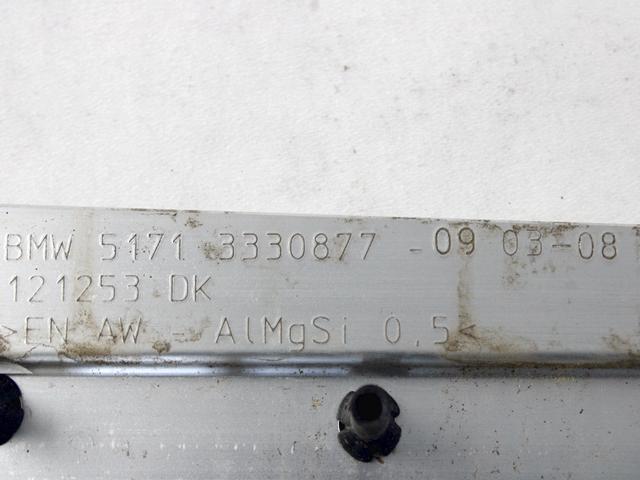 BMW 5171 3330877 -09 03-08
121253 DK
>EN AW - AlMgSi 0,5<